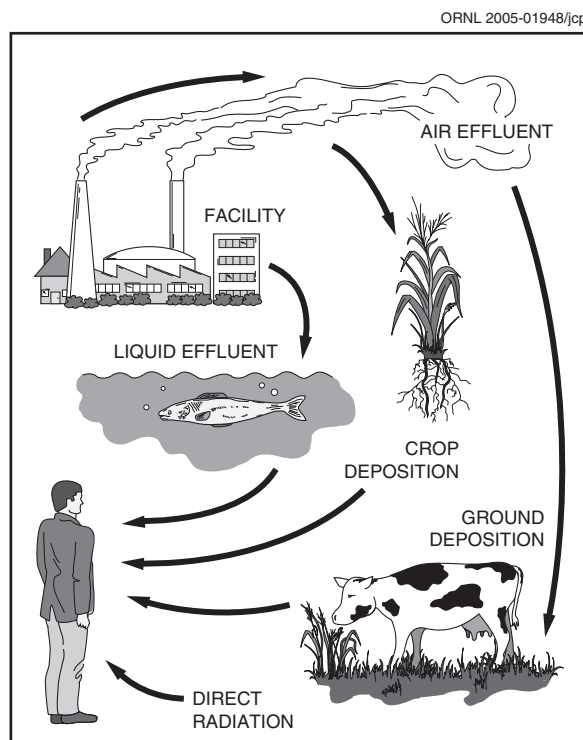 ORNL 2005-01948/jcp
AIR EFFLUENT
FACILITY
LIQUID EFFLUENT
CROP
DEPOSITION
GROUND
DEPOSITION
DIRECT
RADIATION